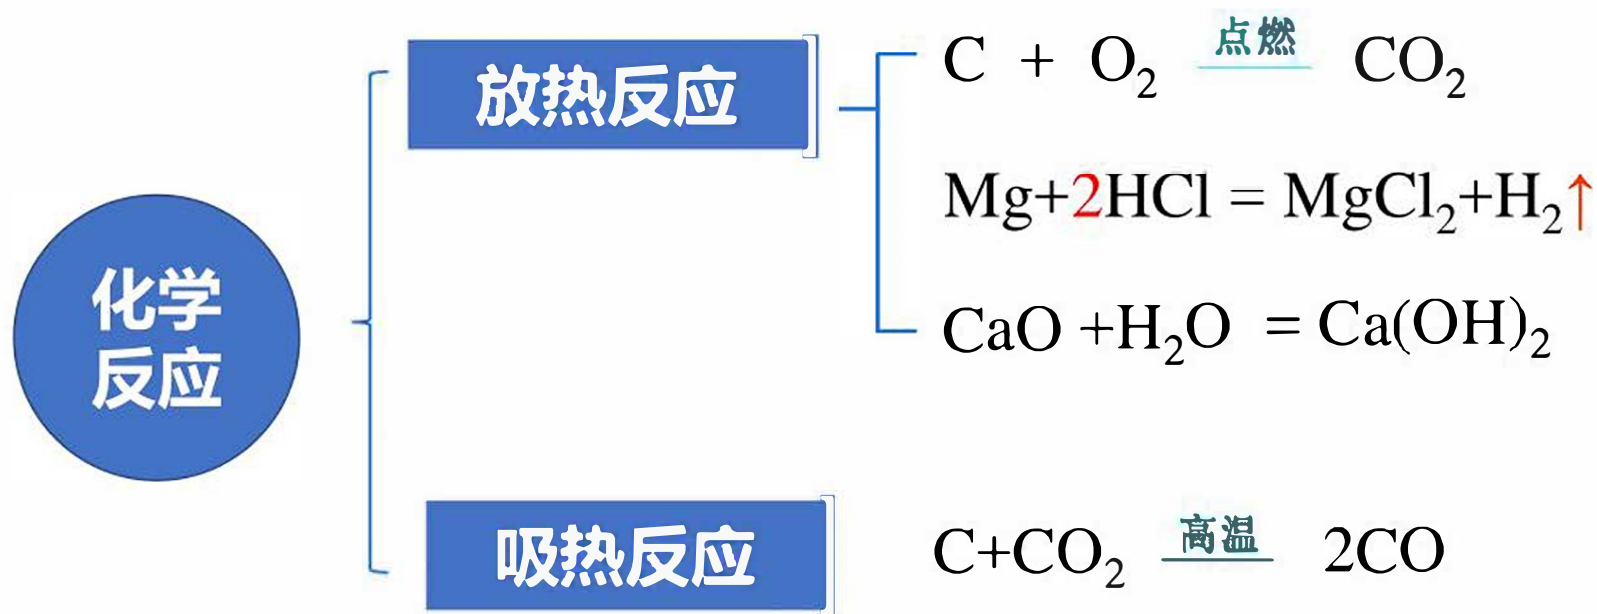 化学
反应
放热反应
C + O₂ 点燃 CO₂
Mg+2HCl = MgCl₂+H₂↑
CaO +H₂O = Ca(OH)₂
吸热反应
C+CO₂ 高温 2CO